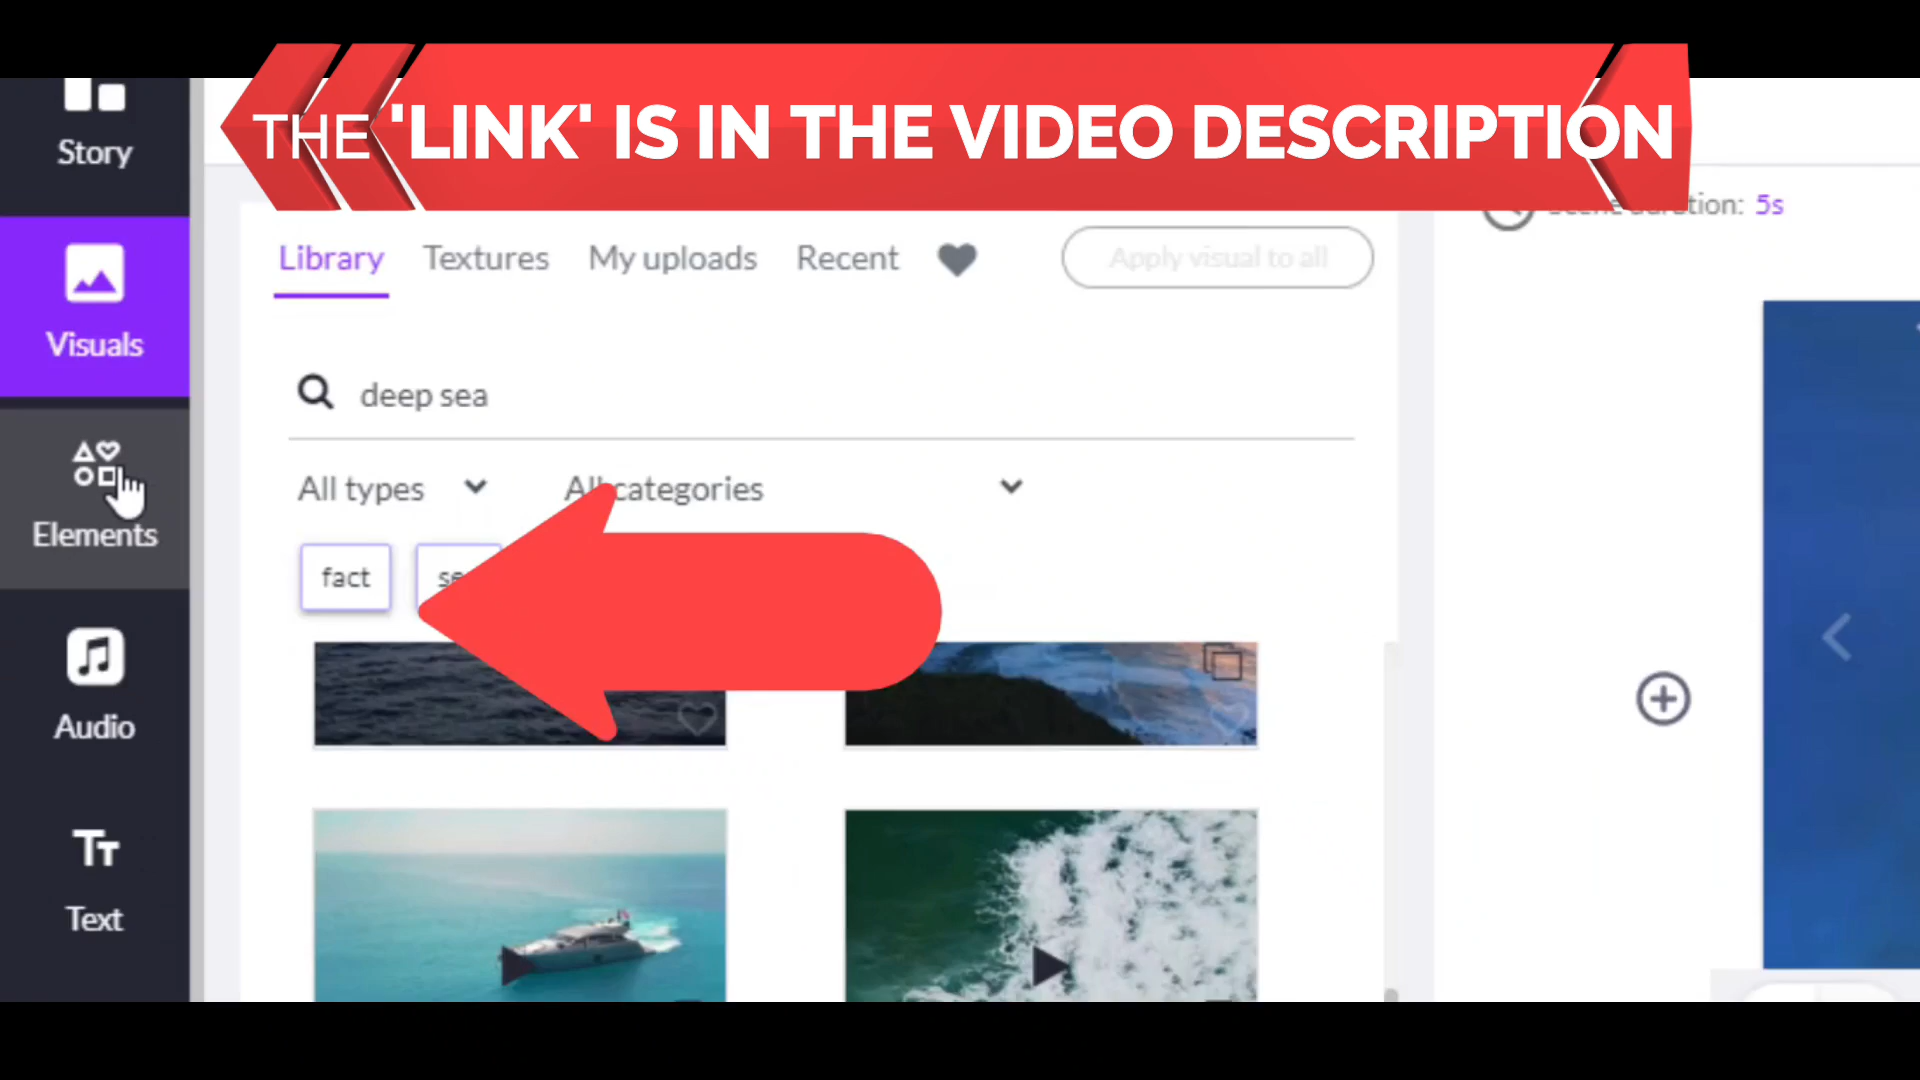 THE 'LINK' IS IN THE VIDEO DESCRIPTION
Story
Visuals
Elements
Audio
Text
Library Textures My uploads Recent Apply visual to all
deep sea
All types All categories
fact
5s